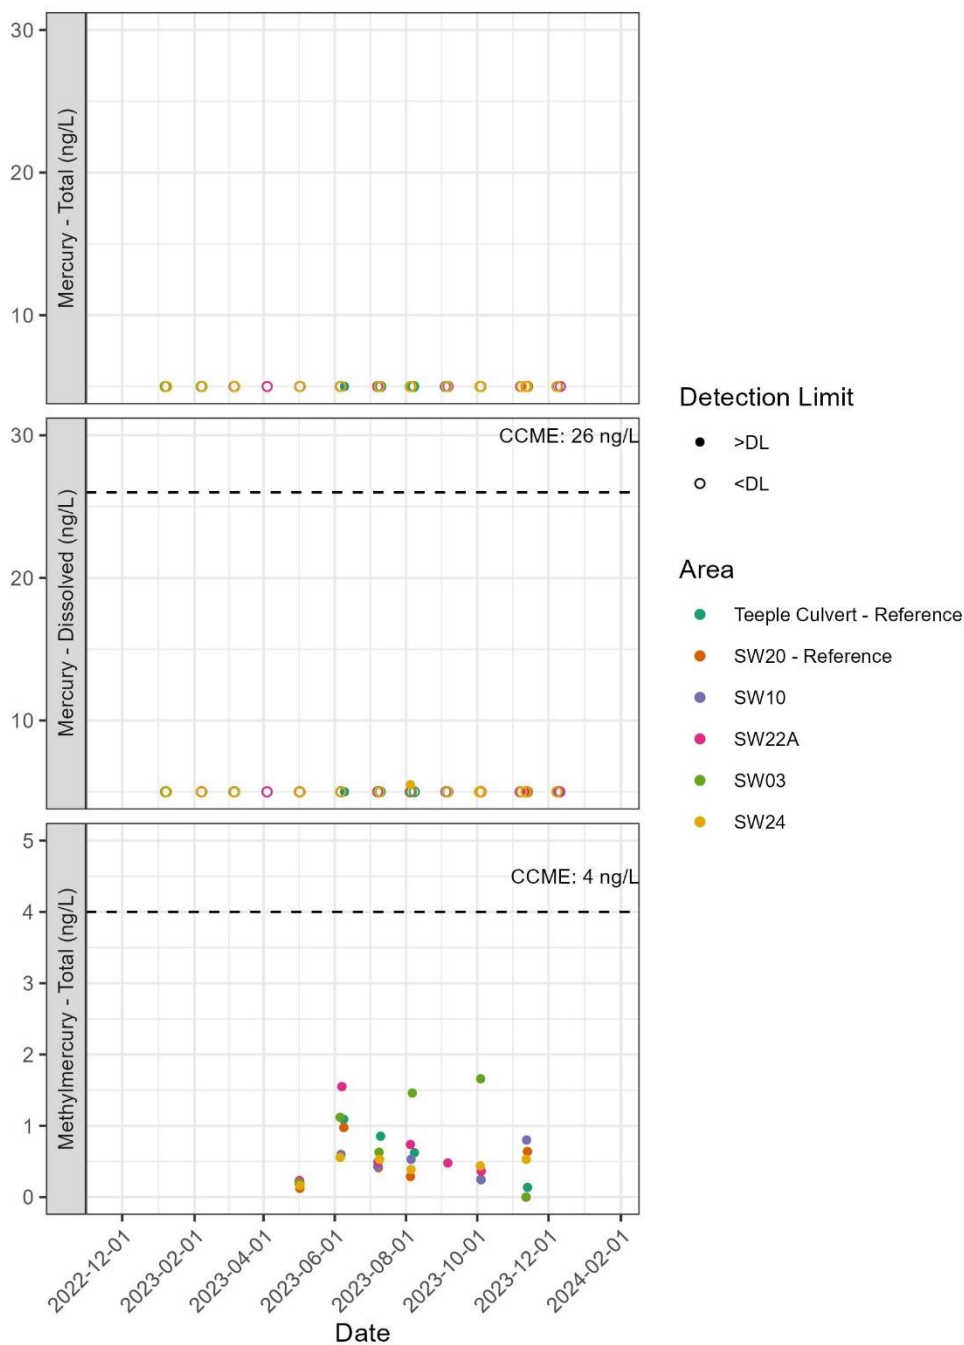 30
20
10
Mercury - Total (ng/L)
CCME: 26 ng/L
30
20
10
Mercury - Dissolved (ng/L)
CCME: 4 ng/L
5
4
3
2
1
0
Methylmercury - Total (ng/L)
2022-12-01
2023-02-01
2023-04-01
2023-06-01
2023-08-01
2023-10-01
2023-12-01
2024-02-01
Date
Detection Limit
>DL
<DL
Area
Teeple Culvert - Reference
SW20 - Reference
SW10
SW22A
SW03
SW24